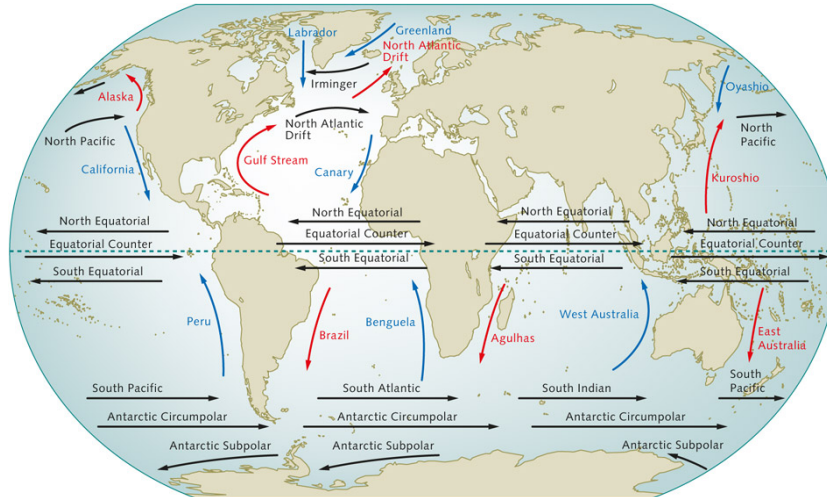 Labrador
Greenland
North Atlantic
Drift
Irminger
Oyashio
Alaska
North Pacific
North Atlantic
Drift
North
Pacific
California
Gulf Stream
Canary
Kuroshio
North Equatorial
North Equatorial
North Equatorial
North Equatorial
Equatorial Counter
Equatorial Counter
Equatorial Counter
Equatorial Counter
South Equatorial
South Equatorial
South Equatorial
South Equatorial
Peru
Brazil
Benguela
Agulhas
West Australia
East
Australia
South Pacific
South Atlantic
South Indian
South
Pacific
Antarctic Circumpolar
Antarctic Circumpolar
Antarctic Circumpolar
Antarctic Subpolar
Antarctic Subpolar
Antarctic Subpolar